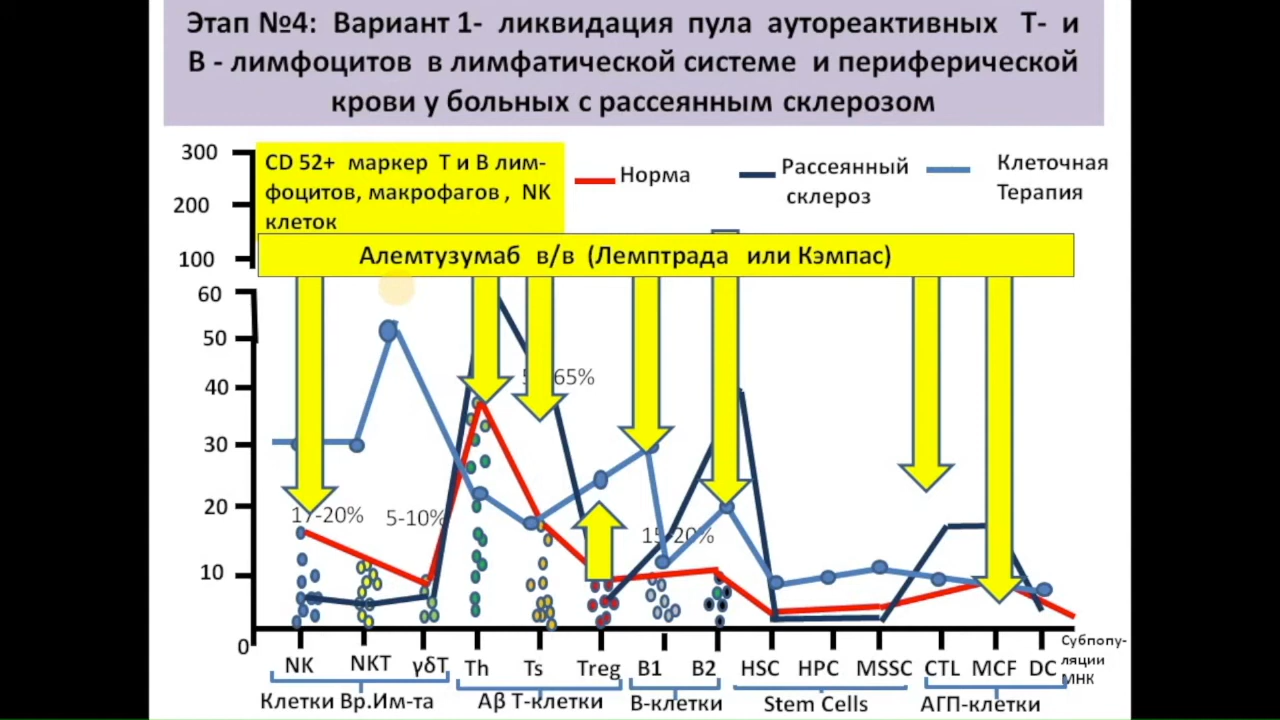 Этап №4: Вариант 1- ликвидация пула аутореактивных Т- и
В - лимфоцитов в лимфатической системе и периферической
крови у больных с рассеянным склерозом
300
200
100
60
50
40
30
20
10
0
CD 52+ маркер Т и В лим-
фоцитов, макрофагов , NK
клеток
Норма
Рассеянный
склероз
Клеточная
Терапия
Алемтузумаб в/в (Лемптрада или Кэмпас)
65%
17-20%
5-10%
15-20%
NK
NKT
γδT
Th
Ts
Treg
B1
B2
HSC
HPC
MSSC
CTL
MCF
DC
Субпопу-
ляции
МНК
Клетки Вр.Им-та
Аβ Т-клетки
В-клетки
Stem Cells
АГП-клетки